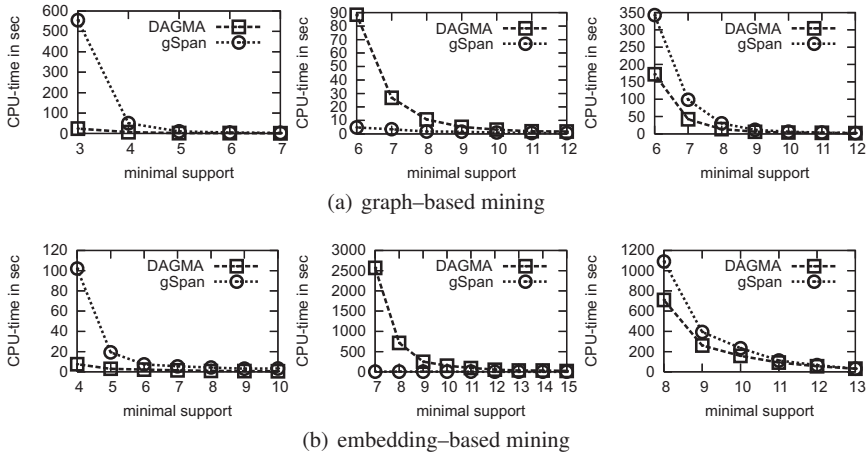 CPU-time in sec
600
500
400
300
200
100
0
DAGMA
gSpan
3 4 5 6 7
minimal support
CPU-time in sec
90
80
70
60
50
40
30
20
10
0
DAGMA
gSpan
6 7 8 9 10 11 12
minimal support
CPU-time in sec
350
300
250
200
150
100
50
0
DAGMA
gSpan
6 7 8 9 10 11 12
minimal support
(a) graph–based mining
CPU-time in sec
120
100
80
60
40
20
0
DAGMA
gSpan
4 5 6 7 8 9 10
minimal support
CPU-time in sec
3000
2500
2000
1500
1000
500
0
DAGMA
gSpan
7 8 9 10 11 12 13 14 15
minimal support
CPU-time in sec
1200
1000
800
600
400
200
0
DAGMA
gSpan
8 9 10 11 12 13
minimal support
(b) embedding–based mining